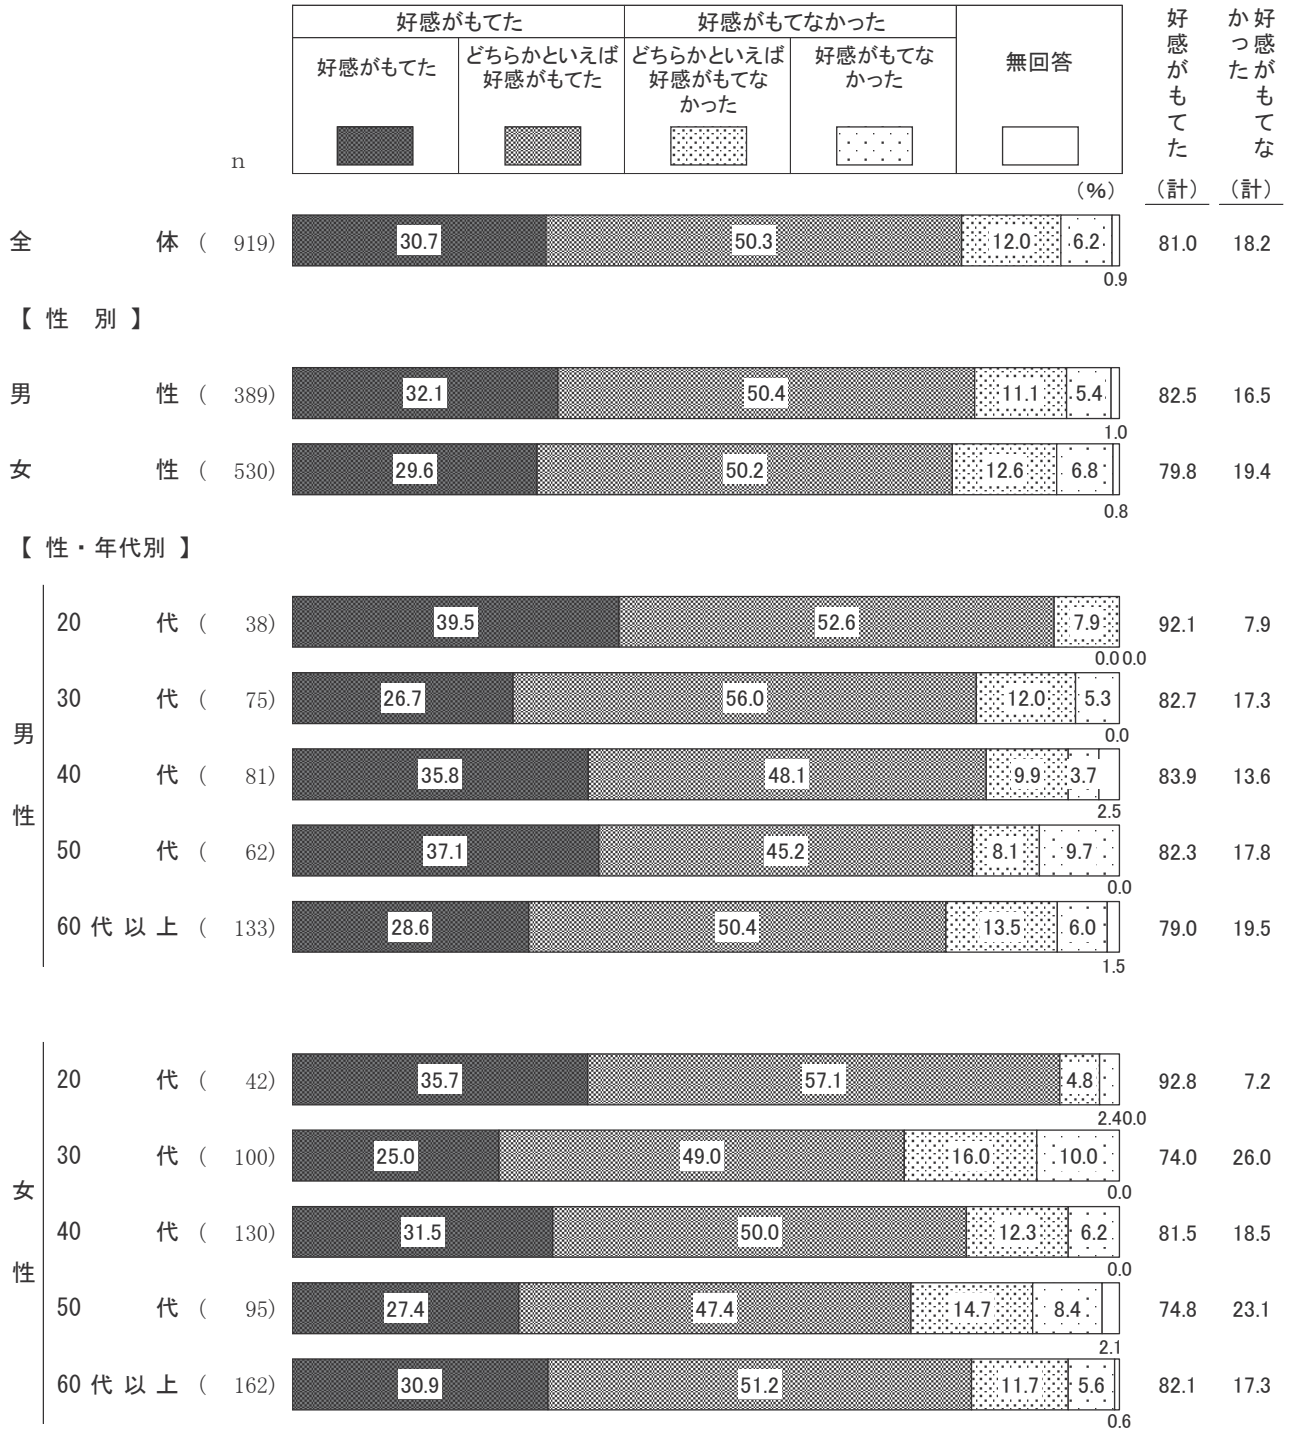 好感がもてた 好感がもてなかった 無回答
好感がもてた どちらかといえば好感がもてた どちらかといえば好感がもてなかった 好感がもてなかった
n
(%)
好感がもてた(計) 好感がもてなかった(計)
全体( 919) 30.7 50.3 12.0 6.2 0.9 81.0 18.2
【 性 別 】
男性( 389) 32.1 50.4 11.1 5.4 1.0 82.5 16.5
女性( 530) 29.6 50.2 12.6 6.8 0.8 79.8 19.4
【 性・年代別 】
男性
20代( 38) 39.5 52.6 7.9 0.0 0.0 92.1 7.9
30代( 75) 26.7 56.0 12.0 5.3 0.0 82.7 17.3
40代( 81) 35.8 48.1 9.9 3.7 2.5 83.9 13.6
50代( 62) 37.1 45.2 8.1 9.7 0.0 82.3 17.8
60代以上( 133) 28.6 50.4 13.5 6.0 1.5 79.0 19.5
女性
20代( 42) 35.7 57.1 4.8 2.4 0.0 92.8 7.2
30代( 100) 25.0 49.0 16.0 10.0 0.0 74.0 26.0
40代( 130) 31.5 50.0 12.3 6.2 0.0 81.5 18.5
50代( 95) 27.4 47.4 14.7 8.4 2.1 74.8 23.1
60代以上( 162) 30.9 51.2 11.7 5.6 0.6 82.1 17.3